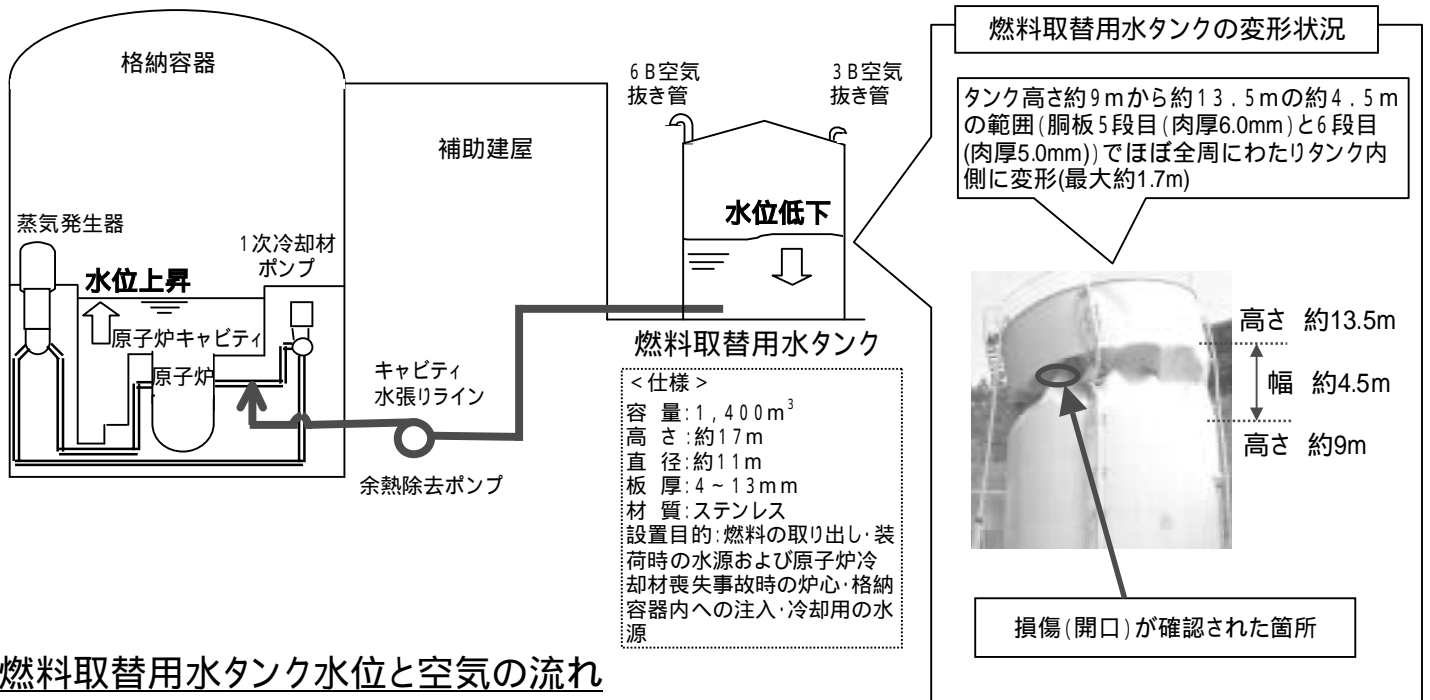 格納容器
補助建屋
6B空気
抜き管
3B空気
抜き管
水位低下
蒸気発生器
1次冷却材
ポンプ
水位上昇
原子炉キャビティ
原子炉
キャビティ
水張りライン
余熱除去ポンプ
燃料取替用水タンク
<仕様>
容 量:1,400m³
高 さ:約17m
直 径:約11m
板 厚:4~13mm
材 質:ステンレス
設置目的:燃料の取り出し・装
荷時の水源および原子炉冷
却材喪失事故時の炉心・格納
容器内への注入・冷却用の水
源
燃料取替用水タンクの変形状況
タンク高さ約9mから約13.5mの約4.5m
の範囲(胴板5段目(肉厚6.0mm)と6段目
(肉厚5.0mm))でほぼ全周にわたりタンク内
側に変形(最大約1.7m)
高さ 約13.5m
幅 約4.5m
高さ 約9m
損傷(開口)が確認された箇所
燃料取替用水タンク水位と空気の流れ